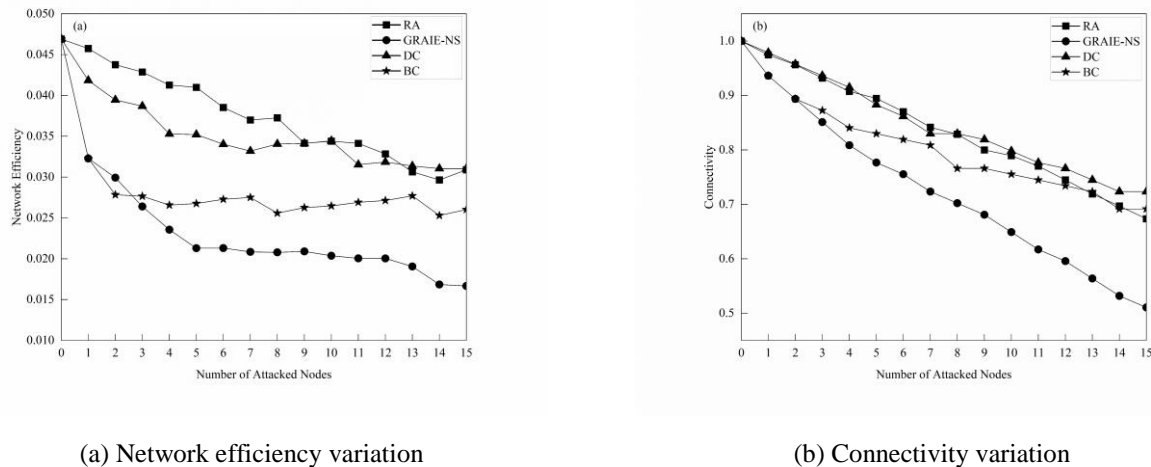 (a)
RA
GRAIE-NS
DC
BC
0.050
0.045
0.040
0.035
0.030
0.025
0.020
0.015
0.010
Network Efficiency
0 1 2 3 4 5 6 7 8 9 10 11 12 13 14 15
Number of Attacked Nodes
(b)
RA
GRAIE-NS
DC
BC
1.0
0.9
0.8
0.7
0.6
0.5
Connectivity
0 1 2 3 4 5 6 7 8 9 10 11 12 13 14 15
Number of Attacked Nodes
(a) Network efficiency variation
(b) Connectivity variation